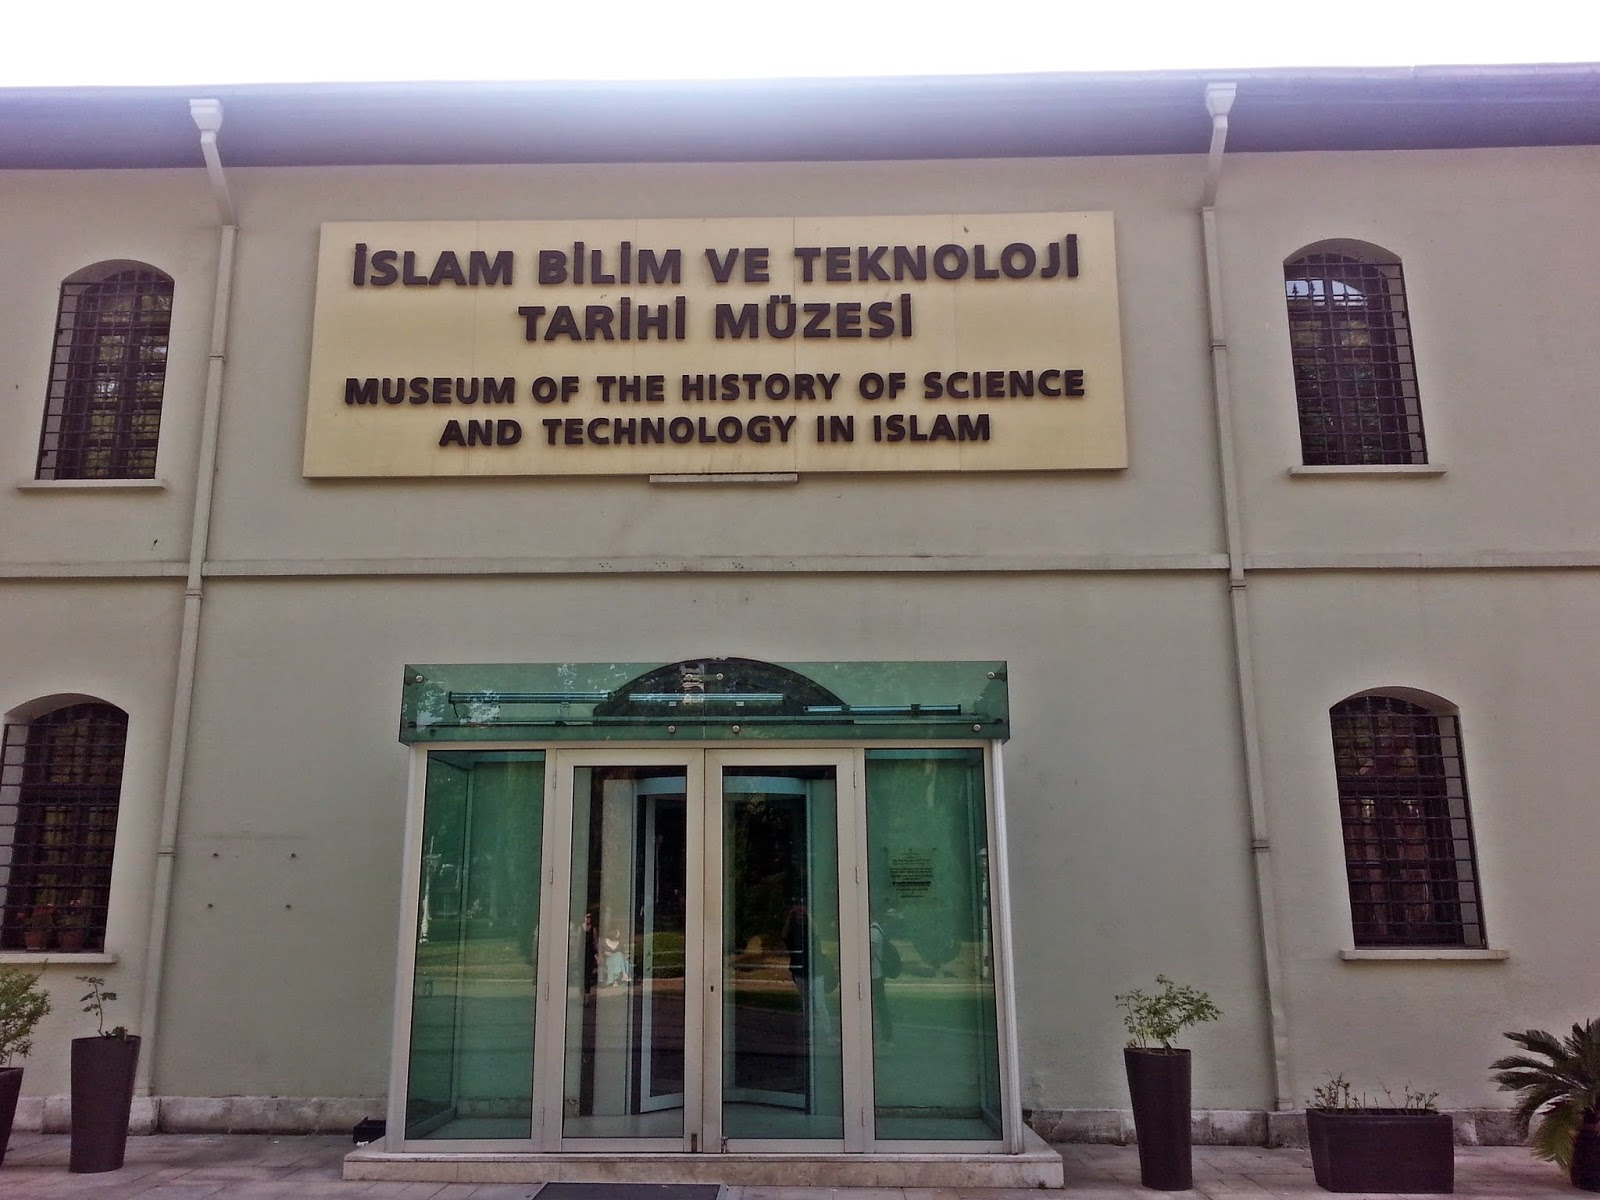 İSLAM BİLİM VE TEKNOLOJİ
TARİHİ MÜZESİ
MUSEUM OF THE HISTORY OF SCIENCE
AND TECHNOLOGY IN ISLAM